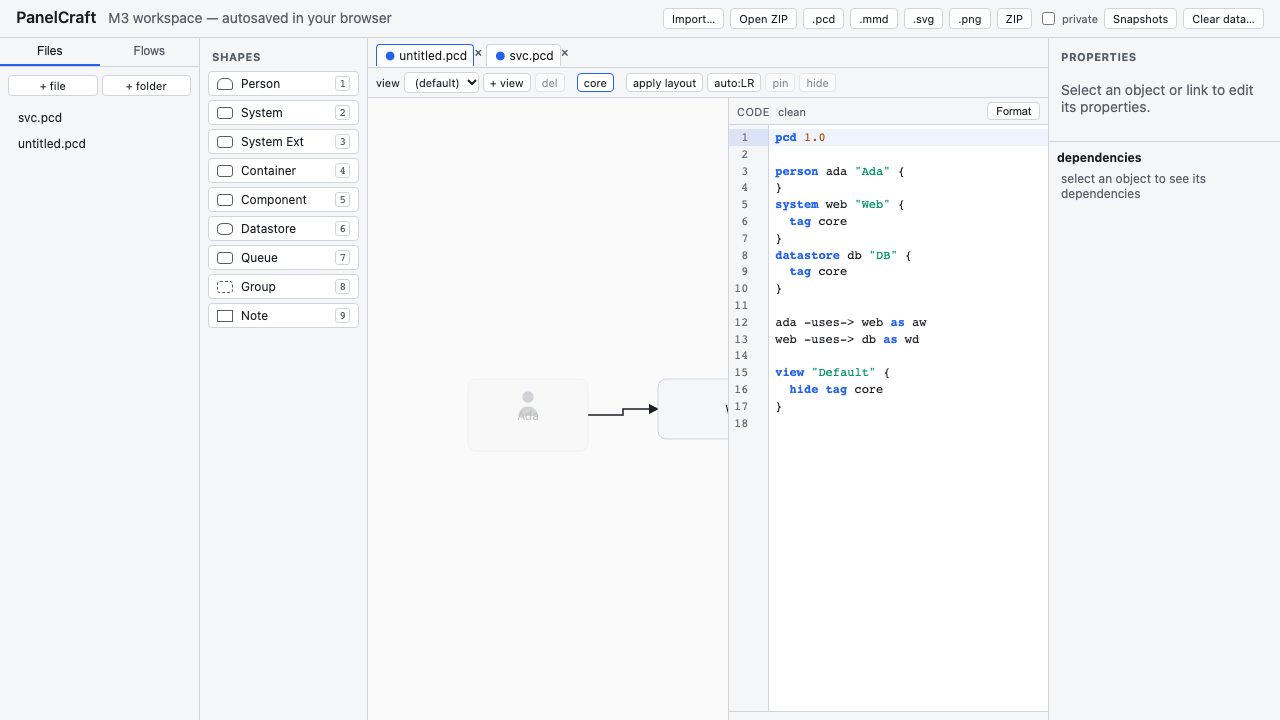 PanelCraft M3 workspace — autosaved in your browser Import... Open ZIP .pcd .mmd .svg .png ZIP private Snapshots Clear data...
Files Flows
+ file + folder
svc.pcd
untitled.pcd
SHAPES
Person 1
System 2
System Ext 3
Container 4
Component 5
Datastore 6
Queue 7
Group 8
Note 9
untitled.pcd × svc.pcd ×
view (default) + view del core apply layout auto:LR pin hide
Ada
CODE clean Format
1 pcd 1.0
2
3 person ada "Ada" {
4 }
5 system web "Web" {
6 tag core
7 }
8 datastore db "DB" {
9 tag core
10 }
11
12 ada -uses-> web as aw
13 web -uses-> db as wd
14
15 view "Default" {
16 hide tag core
17 }
18
PROPERTIES
Select an object or link to edit
its properties.
dependencies
select an object to see its
dependencies